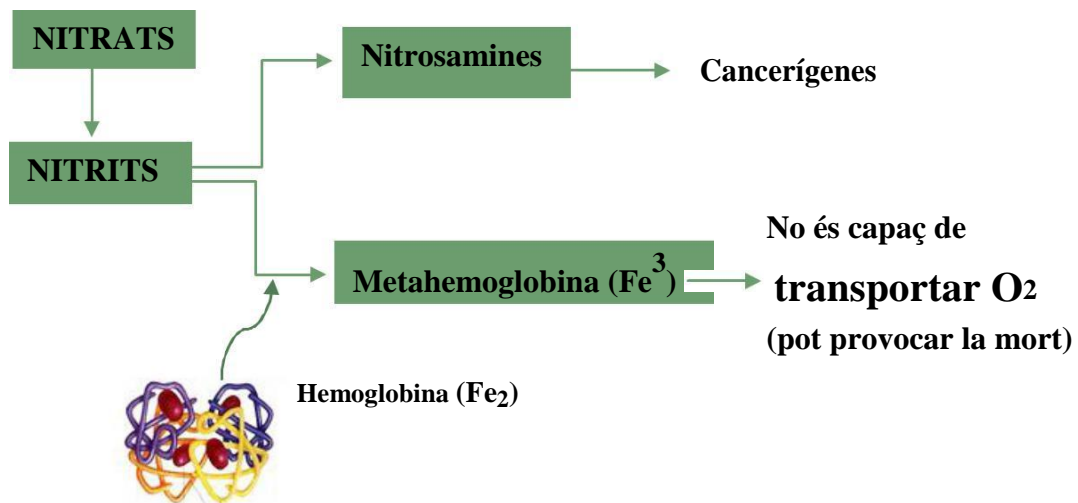 NITRATS
Nitrosamines
Cancerígenes
NITRITS
No és capaç de
Metahemoglobina (Fe³)
transportar O₂
(pot provocar la mort)
Hemoglobina (Fe₂)